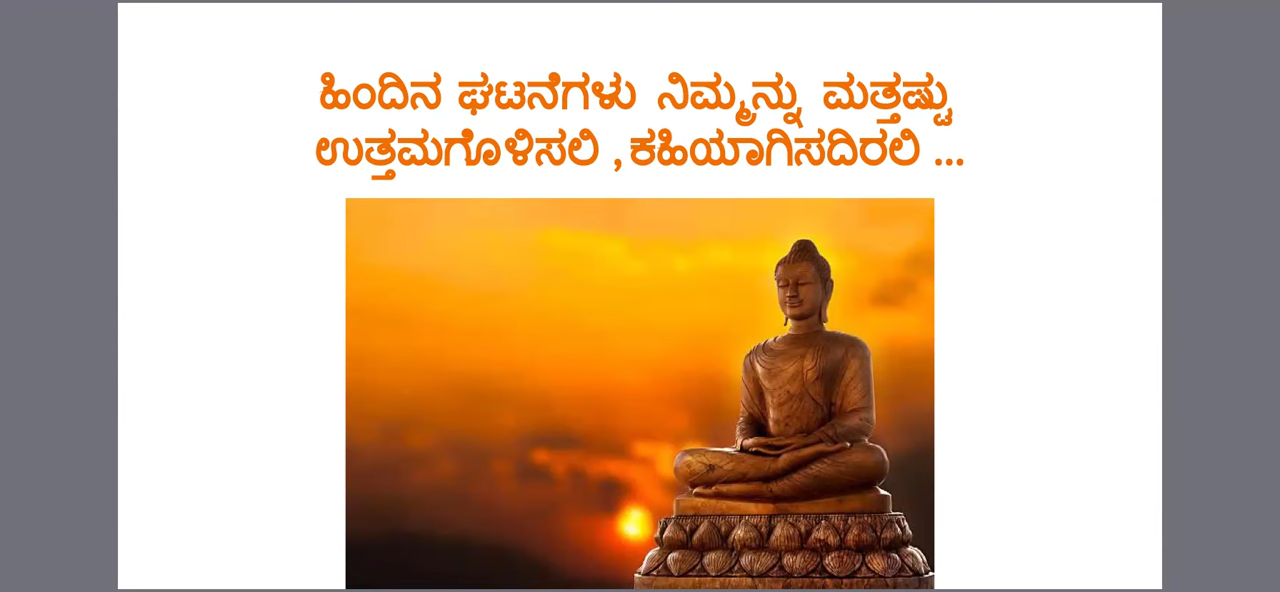 ಹಿಂದಿನ ಘಟನೆಗಳು ನಿಮ್ಮನ್ನು ಮತ್ತಷ್ಟು
ಉತ್ತಮಗೊಳಿಸಲಿ , ಕಹಿಯಾಗಿಸದಿರಲಿ ...